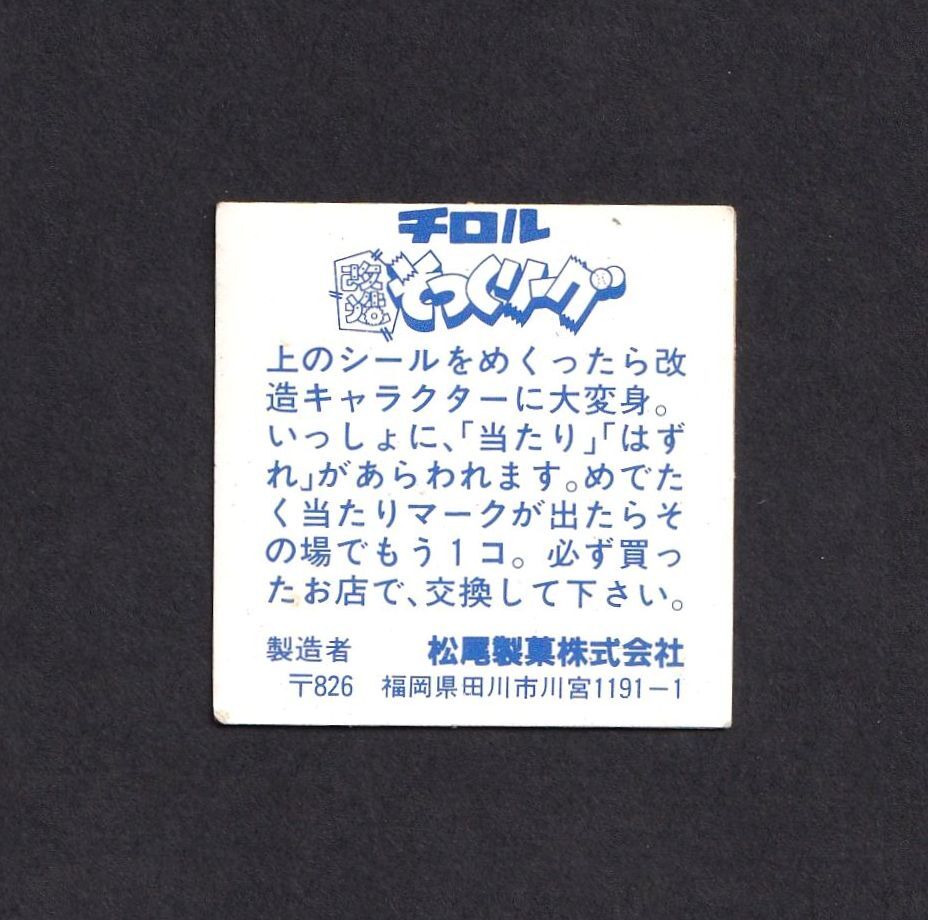 チロル
改造そっくリーグ
上のシールをめくったら改
造キャラクターに大変身。
いっしょに、「当たり」「はず
れ」があらわれます。めでた
く当たりマークが出たらそ
の場でもう1コ。必ず買っ
たお店で、交換して下さい。
製造者 松尾製菓株式会社
〒826 福岡県田川市川宮1191−1